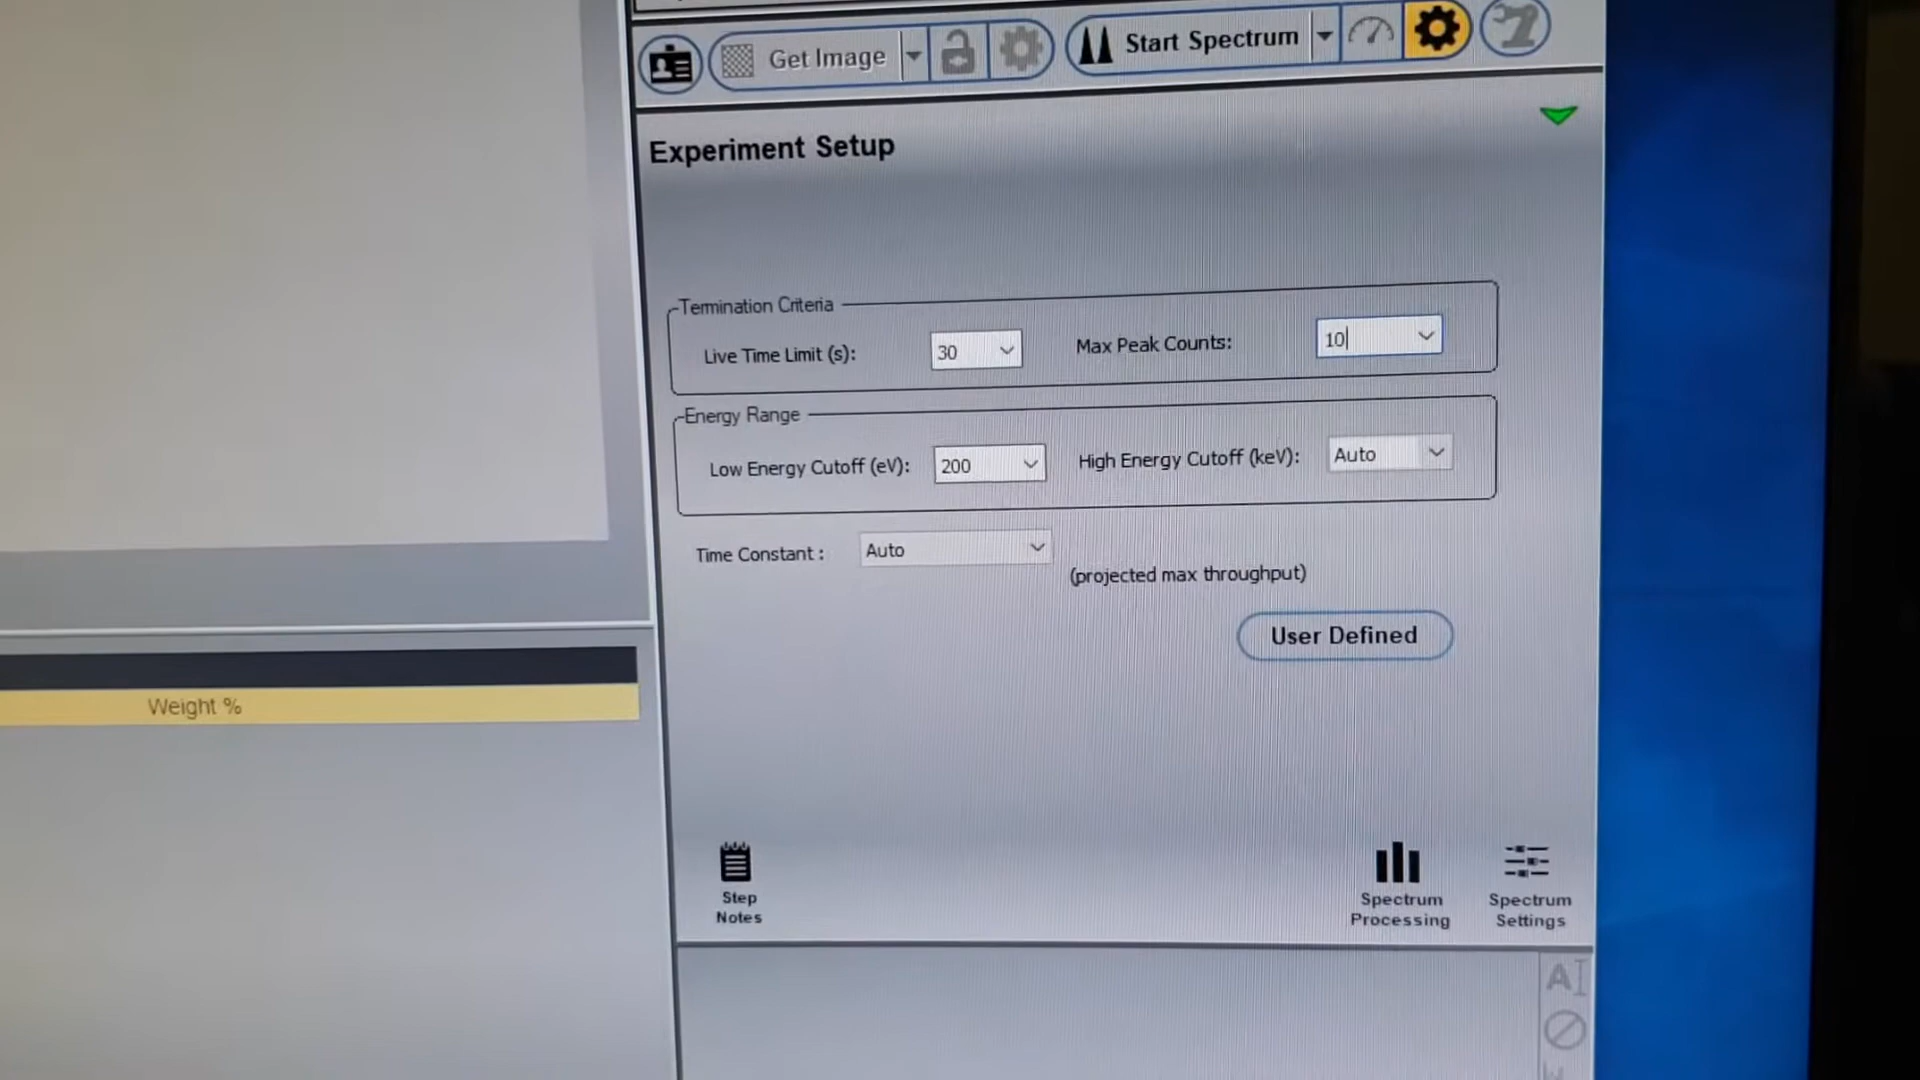 Get Image
Start Spectrum
Experiment Setup
Termination Criteria
Live Time Limit (s): 30 Max Peak Counts: 10
Energy Range
Low Energy Cutoff (eV): 200 High Energy Cutoff (keV): Auto
Time Constant : Auto
(projected max throughput)
User Defined
Weight %
Step
Notes
Spectrum
Processing
Spectrum
Settings
A